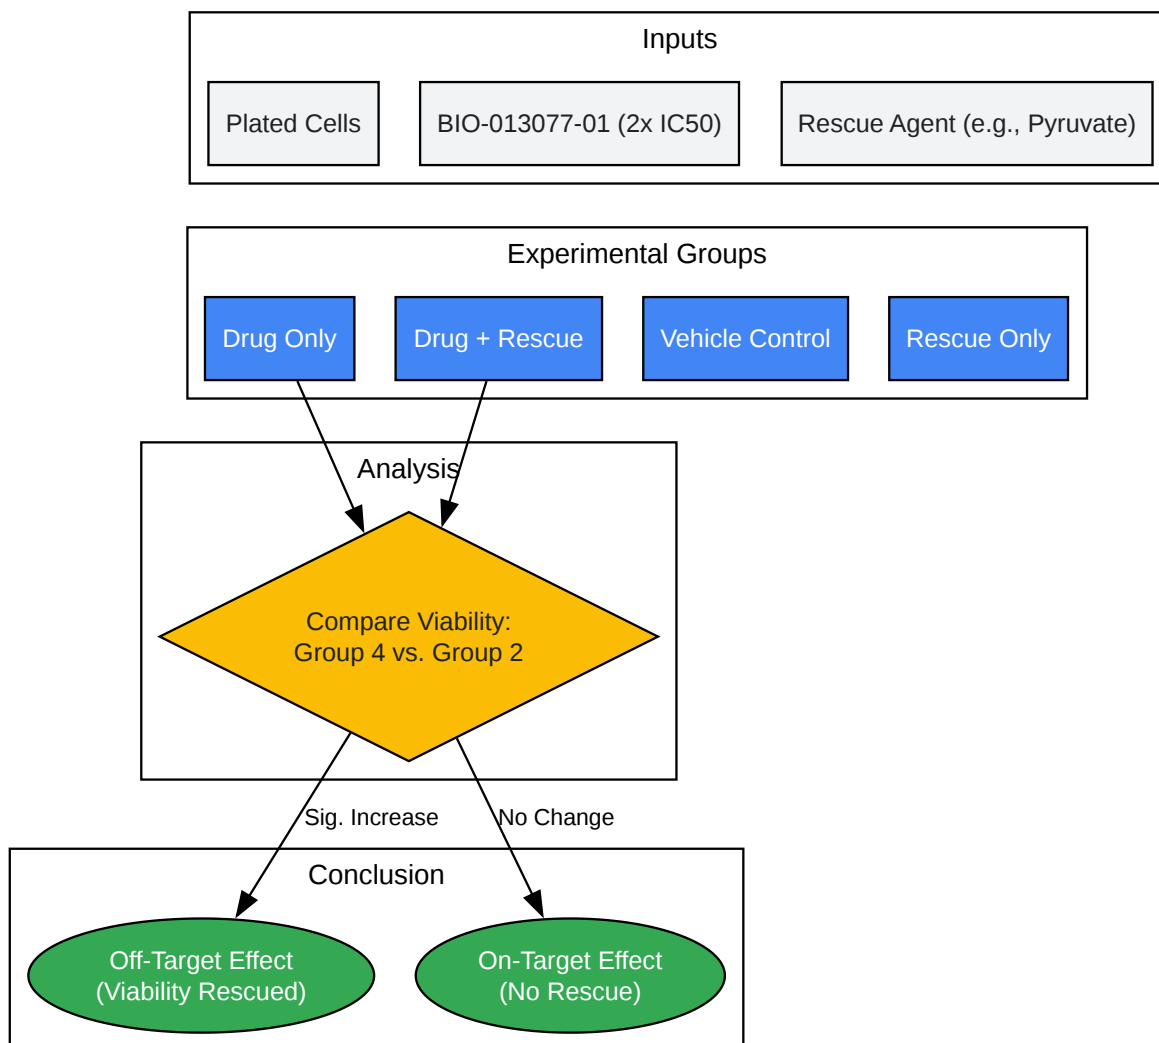 Inputs
Plated Cells
BIO-013077-01 (2x IC50)
Rescue Agent (e.g., Pyruvate)
Experimental Groups
Drug Only
Drug + Rescue
Vehicle Control
Rescue Only
Analysis
Compare Viability:
Group 4 vs. Group 2
Sig. Increase
No Change
Conclusion
Off-Target Effect
(Viability Rescued)
On-Target Effect
(No Rescue)